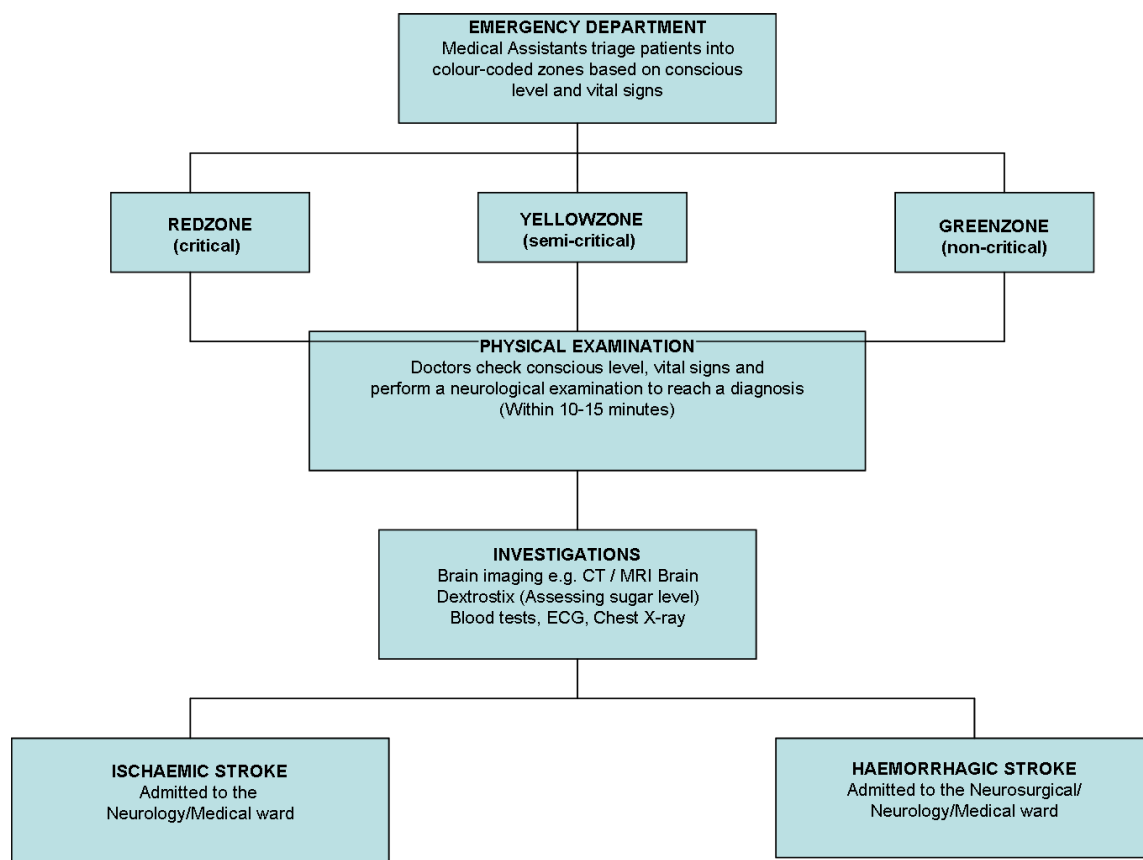 EMERGENCY DEPARTMENT
Medical Assistants triage patients into
colour-coded zones based on conscious
level and vital signs
REDZONE
(critical)
YELLOWZONE
(semi-critical)
GREENZONE
(non-critical)
PHYSICAL EXAMINATION
Doctors check conscious level, vital signs and
perform a neurological examination to reach a diagnosis
(Within 10-15 minutes)
INVESTIGATIONS
Brain imaging e.g. CT / MRI Brain
Dextrostix (Assessing sugar level)
Blood tests, ECG, Chest X-ray
ISCHAEMIC STROKE
Admitted to the
Neurology/Medical ward
HAEMORRHAGIC STROKE
Admitted to the Neurosurgical/
Neurology/Medical ward